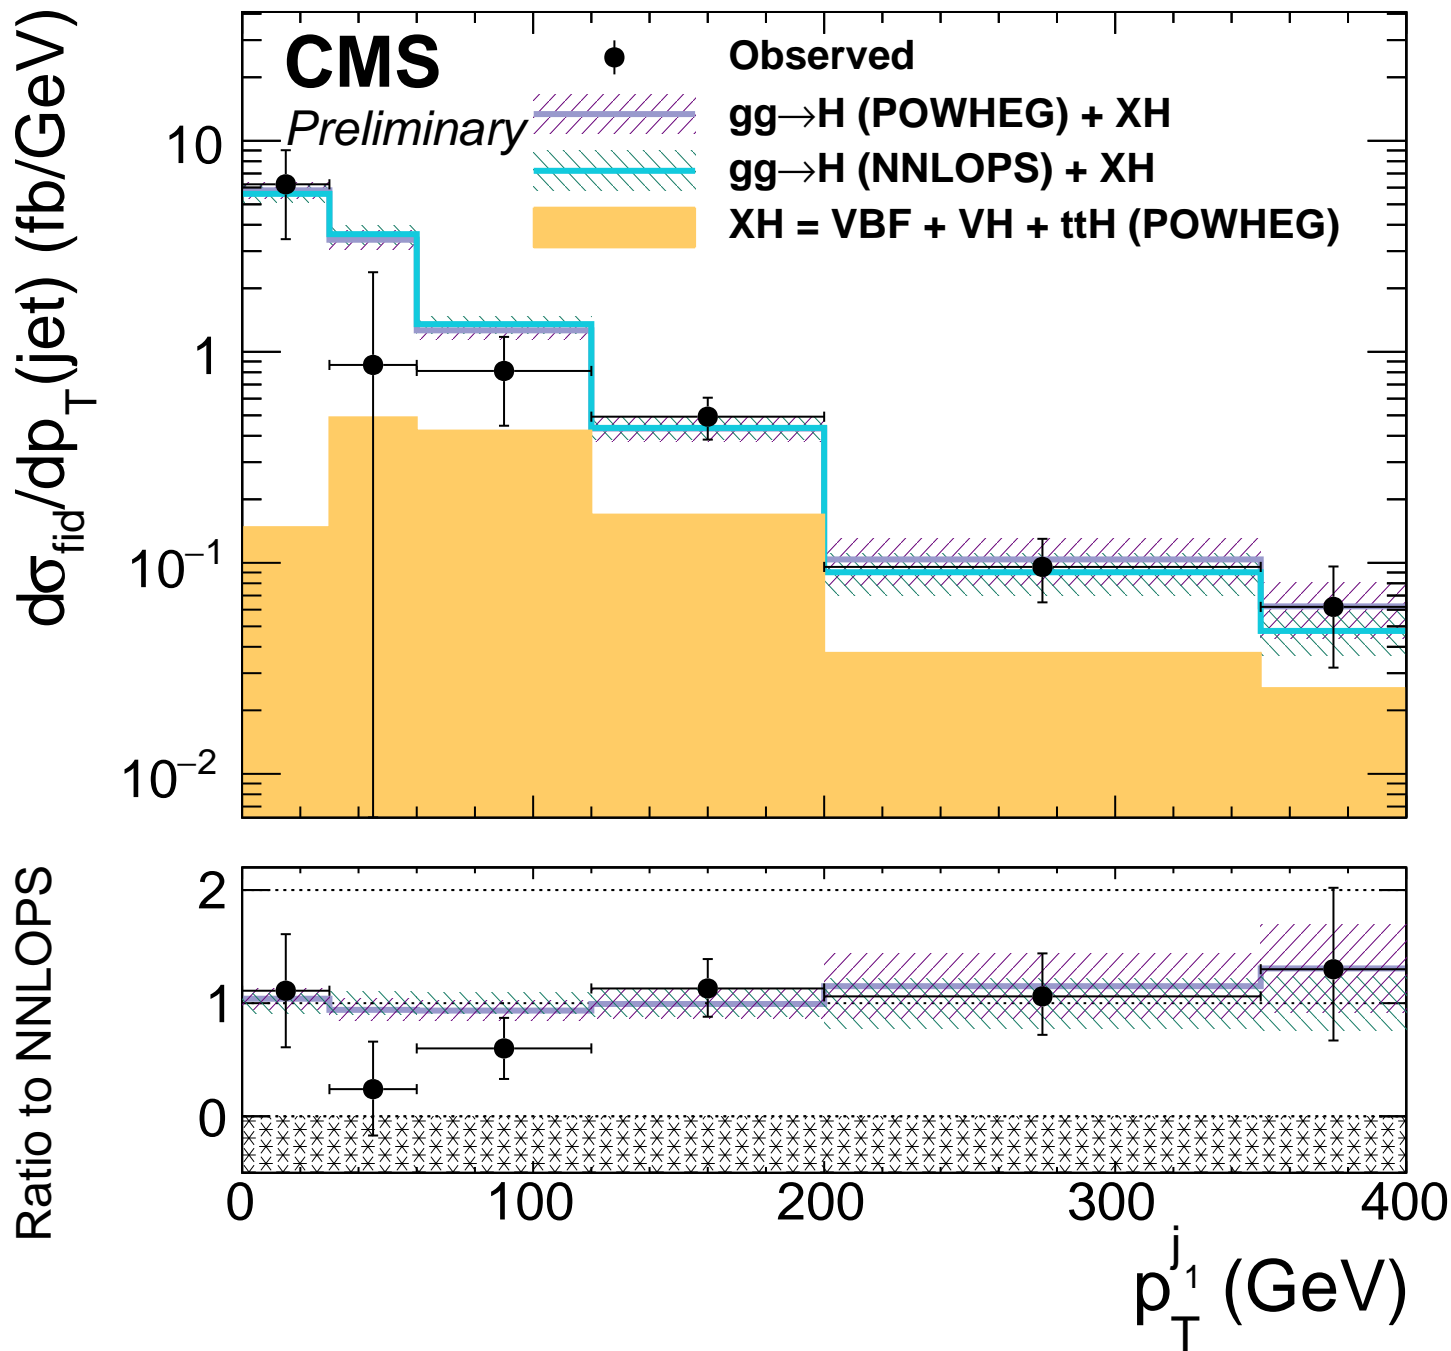 CMS
Preliminary
Observed
gg→H (POWHEG) + XH
gg→H (NNLOPS) + XH
XH = VBF + VH + ttH (POWHEG)
dσfid/dpT(jet) (fb/GeV)
10
1
10−1
10−2
Ratio to NNLOPS
2
1
0
0 100 200 300 400
pTj1 (GeV)